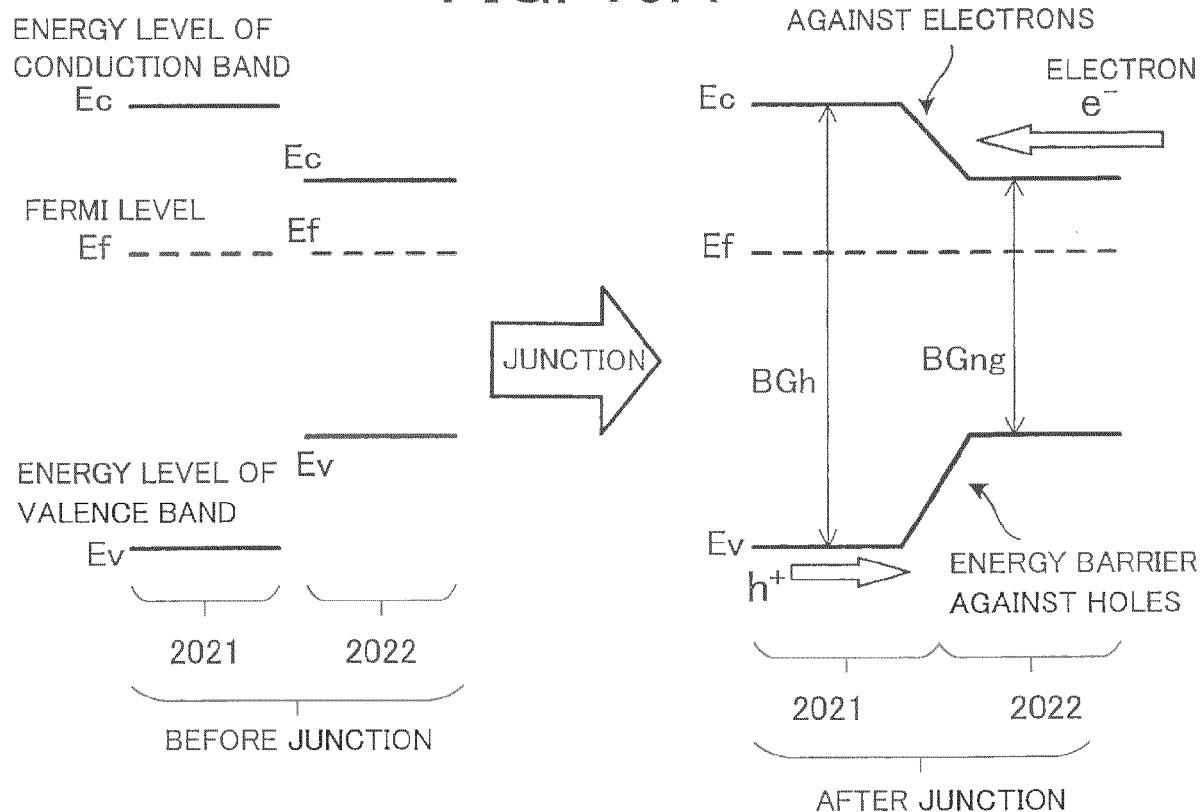 ENERGY LEVEL OF
CONDUCTION BAND
Ec
Ec
FERMI LEVEL
Ef
Ef
ENERGY LEVEL OF
VALENCE BAND
Ev
Ev
2021
2022
BEFORE JUNCTION
JUNCTION
AGAINST ELECTRONS
ELECTRON
e⁻
Ec
Ef
BGh
BGng
Ev
h⁺
ENERGY BARRIER
AGAINST HOLES
2021
2022
AFTER JUNCTION